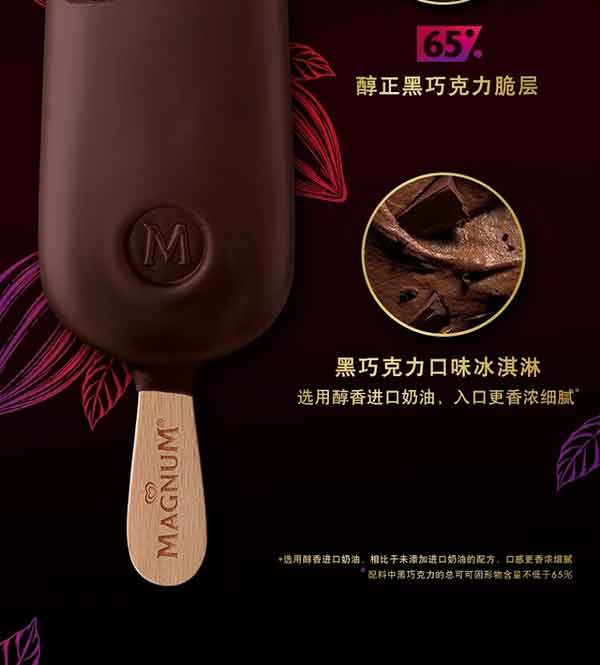 65%
醇正黑巧克力脆层
M
黑巧克力口味冰淇淋
选用醇香进口奶油，入口更香浓细腻*
MAGNUM®
+选用醇香进口奶油，相比于未添加进口奶油的配方，口感更香浓细腻
*配料中黑巧克力的总可可固形物含量不低于65%